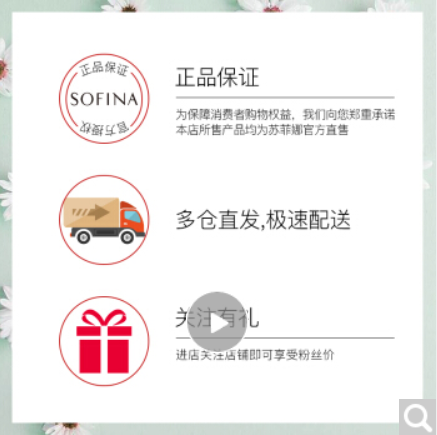 正品保证
SOFINA
官方授权
正品保证
为保障消费者购物权益，我们向您郑重承诺
本店所售产品均为苏菲娜官方直售
多仓直发,极速配送
关注有礼
进店关注店铺即可享受粉丝价